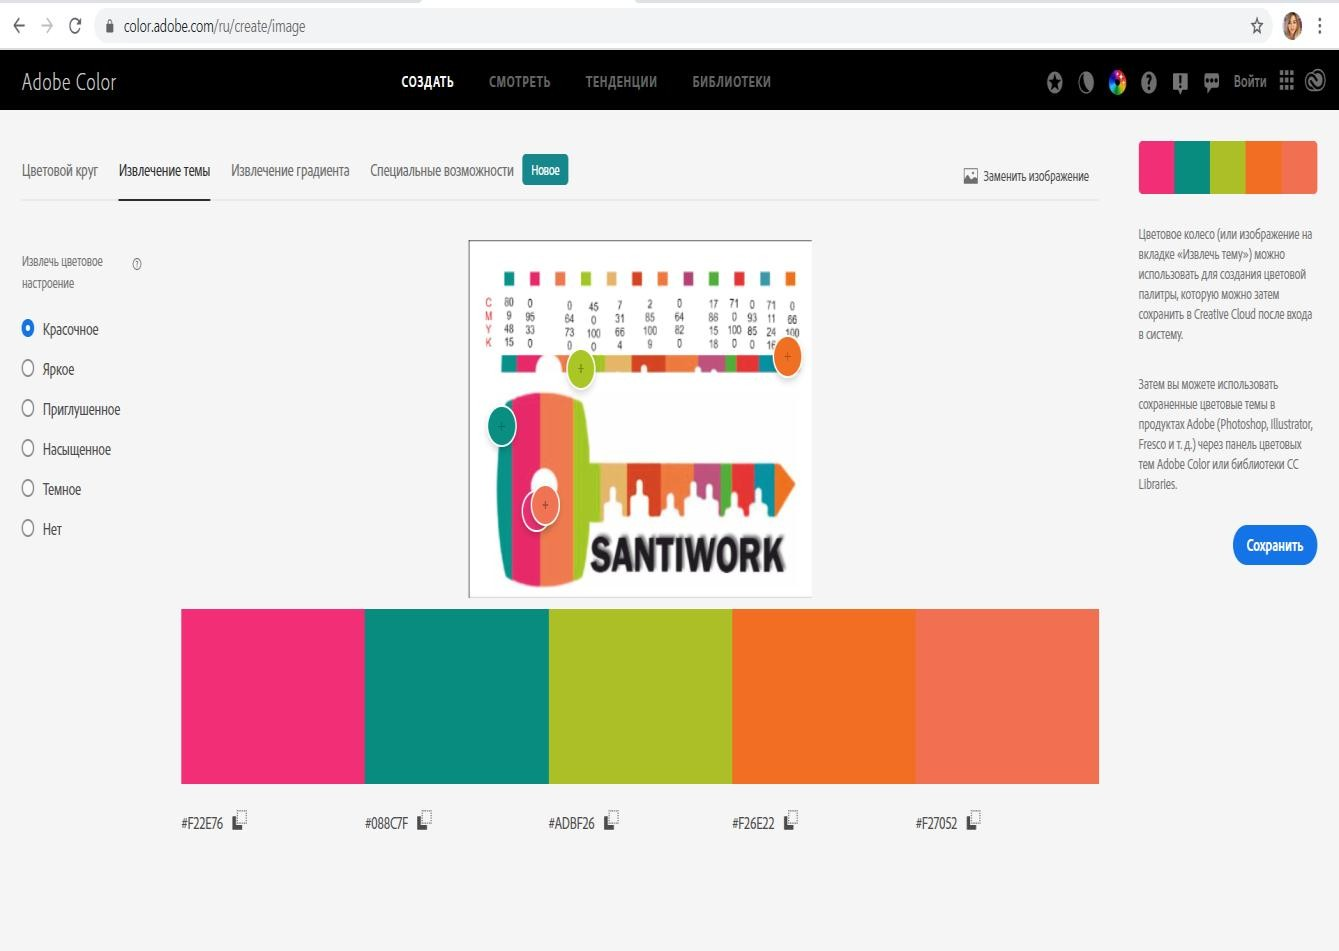 color.adobe.com/ru/create/image
Adobe Color
СОЗДАТЬ СМОТРЕТЬ ТЕНДЕНЦИИ БИБЛИОТЕКИ
Войти
Цветовой круг Извлечение темы Извлечение градиента Специальные возможности Новое
Заменить изображение
Извлечь цветовое
настроение
Красочное
Яркое
Приглушенное
Насыщенное
Темное
Нет
C 80 0 0 45 7 2 0 17 71 0 71 0
M 9 95 64 0 31 85 64 86 0 93 11 66
Y 48 33 73 100 66 100 82 15 100 85 24 100
K 15 0 0 0 4 9 0 18 0 0 16
SANTIWORK
Цветовое колесо (или изображение на
вкладке «Извлечь тему») можно
использовать для создания цветовой
палитры, которую можно затем
сохранить в Creative Cloud после входа
в систему.
Затем вы можете использовать
сохраненные цветовые темы в
продуктах Adobe (Photoshop, Illustrator,
Fresco и т. д.) через панель цветовых
тем Adobe Color или библиотеки CC
Libraries.
Сохранить
#F22E76 #088C7F #ADBF26 #F26E22 #F27052